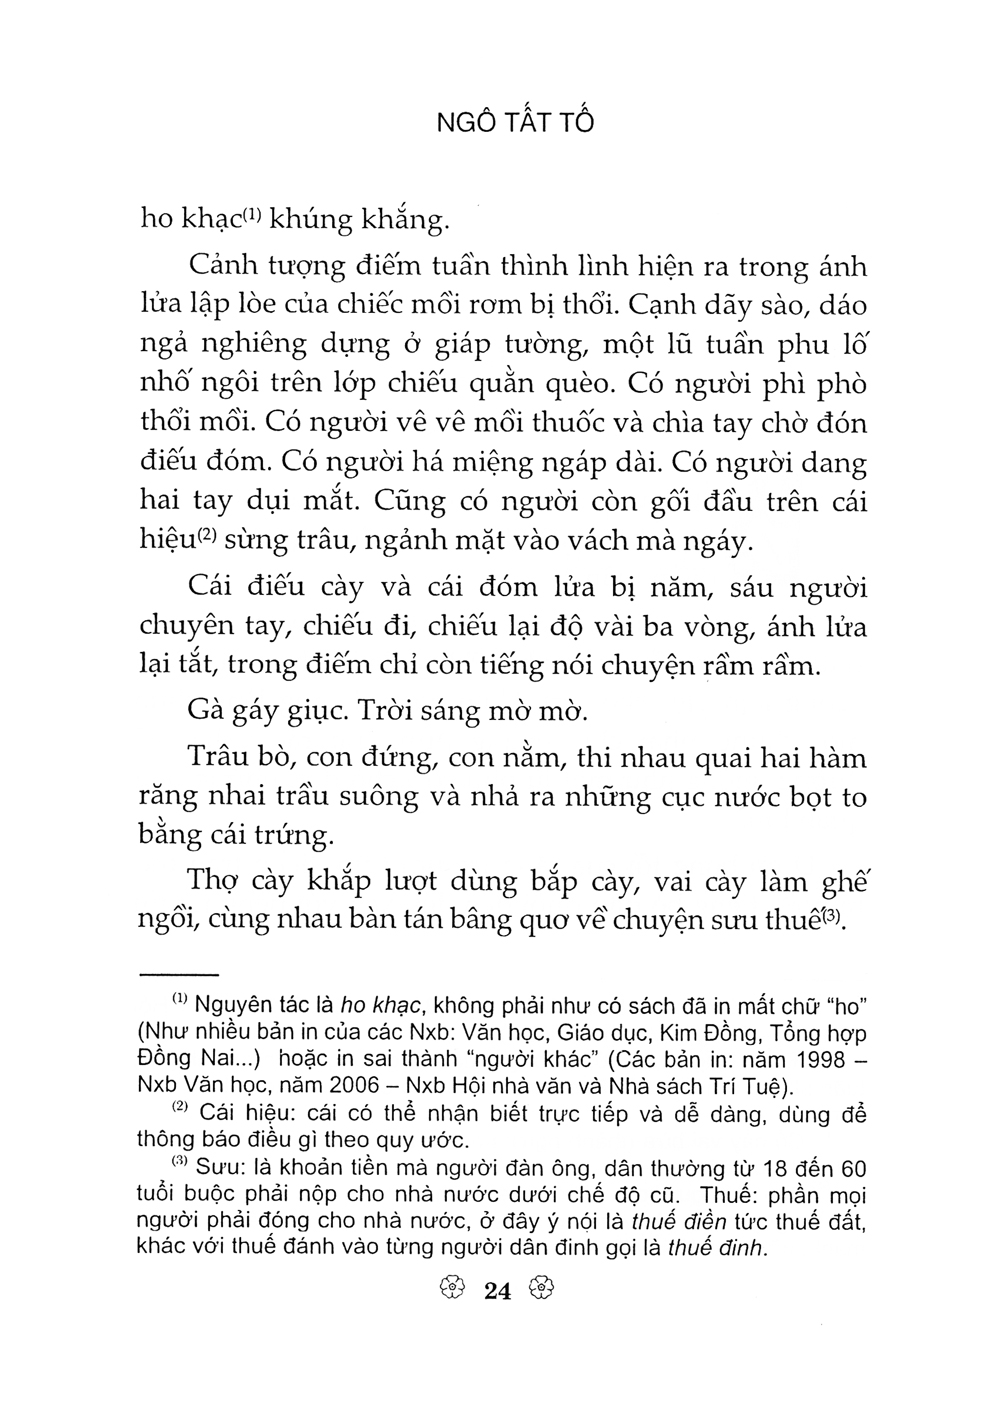 NGÔ TẤT TỐ
ho khạc(1) khúng khắng.
Cảnh tượng điếm tuần thình lình hiện ra trong ánh
lửa lập lòe của chiếc mồi rơm bị thổi. Cạnh dãy sào, dáo
ngả nghiêng dựng ở giáp tường, một lũ tuần phu lố
nhố ngôi trên lớp chiếu quằn quèo. Có người phì phò
thổi mồi. Có người vê vê mồi thuốc và chìa tay chờ đón
điếu đóm. Có người há miệng ngáp dài. Có người dang
hai tay dụi mắt. Cũng có người còn gối đầu trên cái
hiệu(2) sừng trâu, ngảnh mặt vào vách mà ngáy.
Cái điếu cày và cái đóm lửa bị năm, sáu người
chuyên tay, chiếu đi, chiếu lại độ vài ba vòng, ánh lửa
lại tắt, trong điếm chỉ còn tiếng nói chuyện rầm rầm.
Gà gáy giục. Trời sáng mờ mờ.
Trâu bò, con đứng, con nằm, thi nhau quai hai hàm
răng nhai trầu suông và nhả ra những cục nước bọt to
bằng cái trứng.
Thợ cày khắp lượt dùng bắp cày, vai cày làm ghế
ngồi, cùng nhau bàn tán bâng quơ về chuyện sưu thuế(3).
(1) Nguyên tác là ho khạc, không phải như có sách đã in mất chữ “ho”
(Như nhiều bản in của các Nxb: Văn học, Giáo dục, Kim Đồng, Tổng hợp
Đồng Nai...) hoặc in sai thành “người khác” (Các bản in: năm 1998 –
Nxb Văn học, năm 2006 – Nxb Hội nhà văn và Nhà sách Trí Tuệ).
(2) Cái hiệu: cái có thể nhận biết trực tiếp và dễ dàng, dùng để
thông báo điều gì theo quy ước.
(3) Sưu: là khoản tiền mà người đàn ông, dân thường từ 18 đến 60
tuổi buộc phải nộp cho nhà nước dưới chế độ cũ. Thuế: phần mọi
người phải đóng cho nhà nước, ở đây ý nói là thuế điền tức thuế đất,
khác với thuế đánh vào từng người dân đinh gọi là thuế đinh.
24